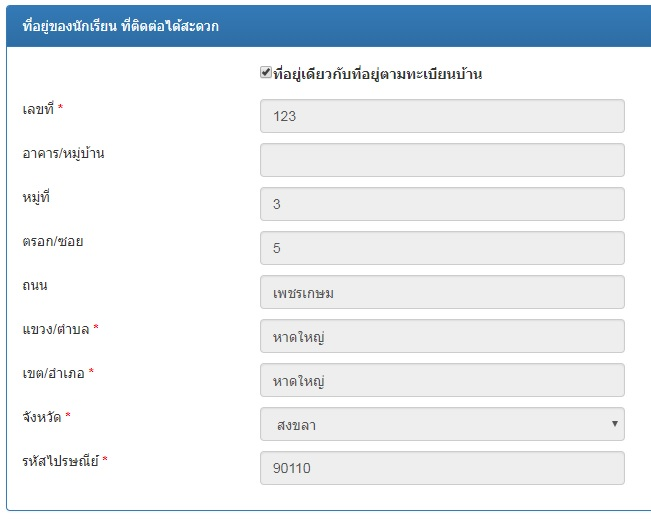 ที่อยู่ของนักเรียน ที่ติดต่อได้สะดวก
ที่อยู่เดียวกับที่อยู่ตามทะเบียนบ้าน
เลขที่ * 123
อาคาร/หมู่บ้าน
หมู่ที่ 3
ตรอก/ซอย 5
ถนน เพชรเกษม
แขวง/ตำบล * หาดใหญ่
เขต/อำเภอ * หาดใหญ่
จังหวัด * สงขลา
รหัสไปรษณีย์ * 90110